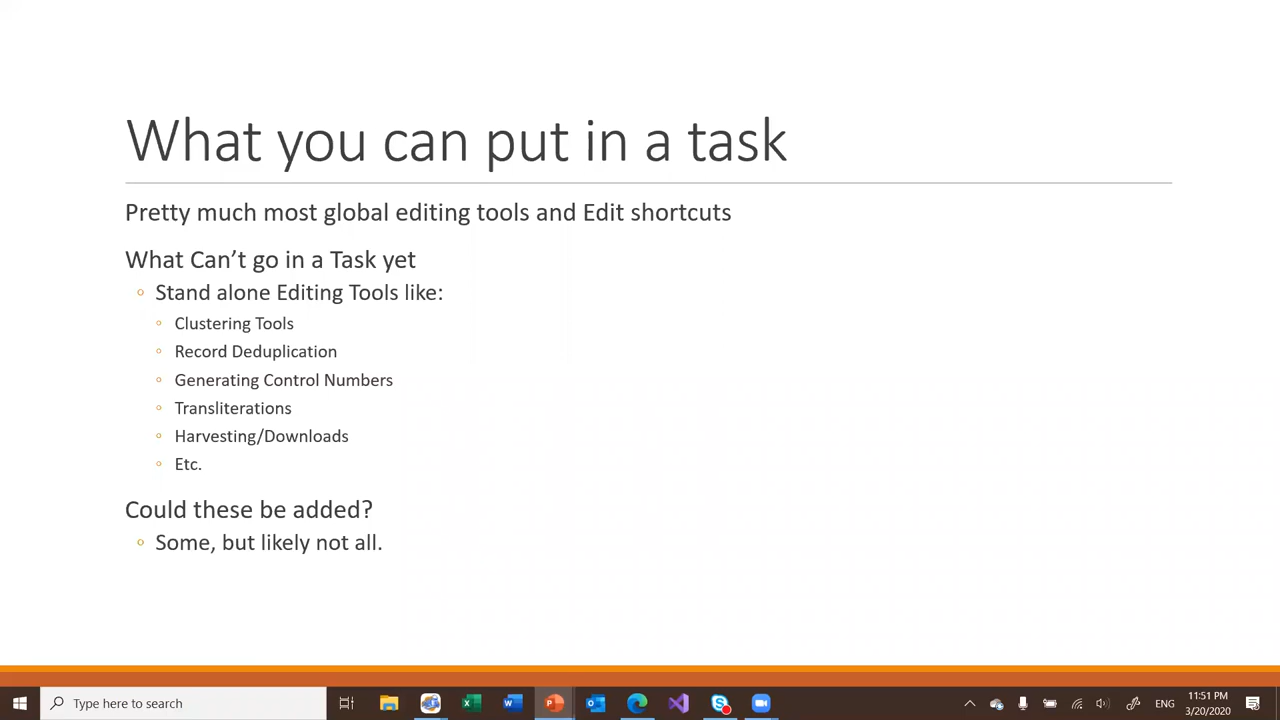 What you can put in a task
Pretty much most global editing tools and Edit shortcuts
What Can’t go in a Task yet
Stand alone Editing Tools like:
Clustering Tools
Record Deduplication
Generating Control Numbers
Transliterations
Harvesting/Downloads
Etc.
Could these be added?
Some, but likely not all.
Type here to search
ENG
11:51 PM
3/20/2020